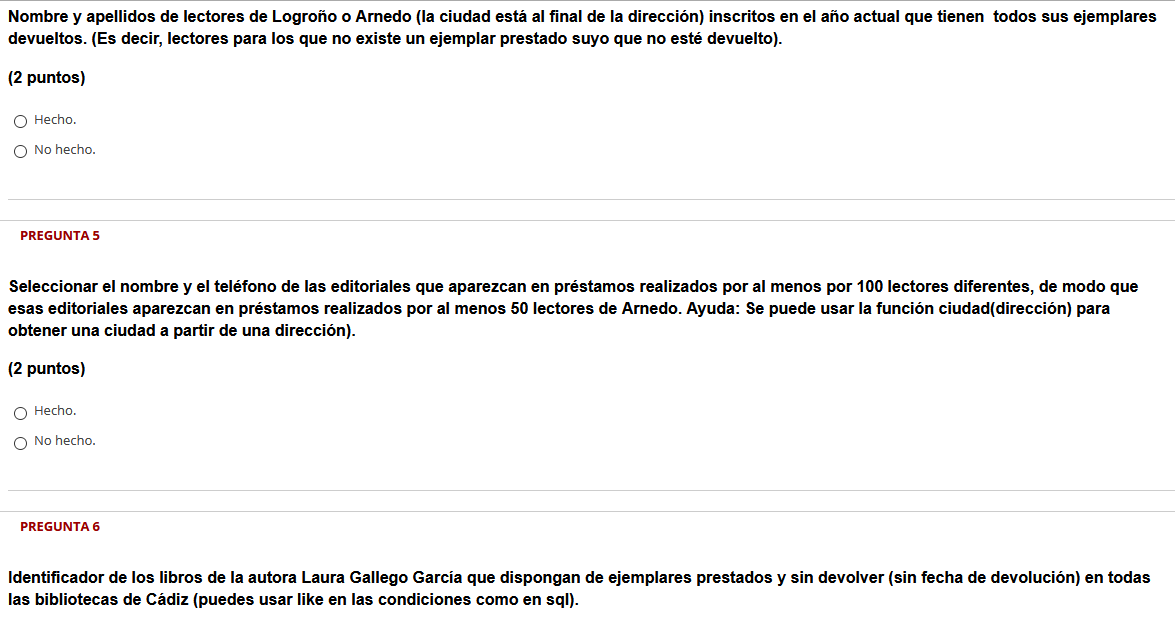 Nombre y apellidos de lectores de Logroño o Arnedo (la ciudad está al final de la dirección) inscritos en el año actual que tienen todos sus ejemplares
devueltos. (Es decir, lectores para los que no existe un ejemplar prestado suyo que no esté devuelto).
(2 puntos)
Hecho.
No hecho.
PREGUNTA 5
Seleccionar el nombre y el teléfono de las editoriales que aparezcan en préstamos realizados por al menos por 100 lectores diferentes, de modo que
esas editoriales aparezcan en préstamos realizados por al menos 50 lectores de Arnedo. Ayuda: Se puede usar la función ciudad(dirección) para
obtener una ciudad a partir de una dirección).
(2 puntos)
Hecho.
No hecho.
PREGUNTA 6
Identificador de los libros de la autora Laura Gallego García que dispongan de ejemplares prestados y sin devolver (sin fecha de devolución) en todas
las bibliotecas de Cádiz (puedes usar like en las condiciones como en sql).